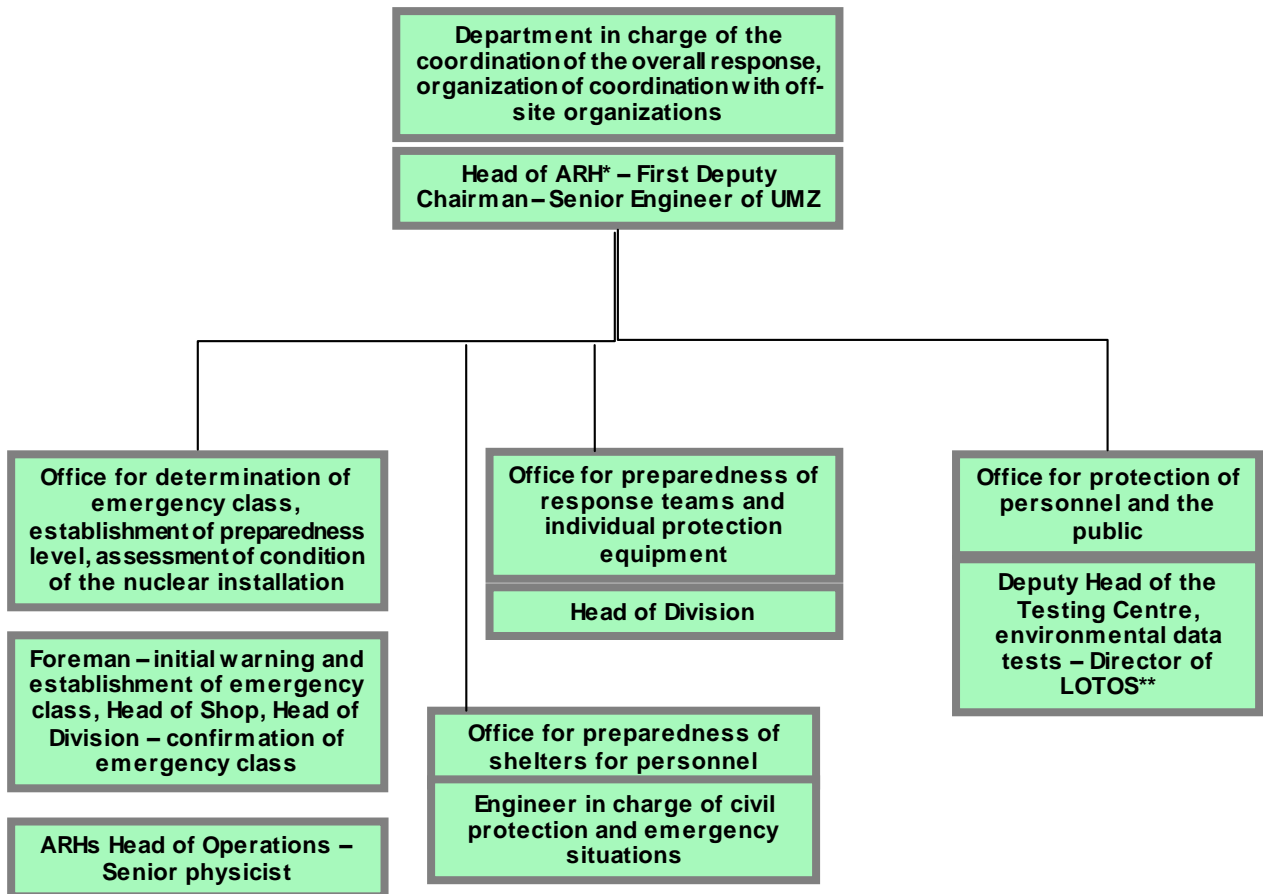 Department in charge of the
coordination of the overall response,
organization of coordination with off-
site organizations
Head of ARH* – First Deputy
Chairman – Senior Engineer of UMZ
Office for determination of
emergency class,
establishment of preparedness
level, assessment of condition
of the nuclear installation
Foreman – initial warning and
establishment of emergency
class, Head of Shop, Head of
Division – confirmation of
emergency class
ARHs Head of Operations –
Senior physicist
Office for preparedness of
response teams and
individual protection
equipment
Head of Division
Office for preparedness of
shelters for personnel
Engineer in charge of civil
protection and emergency
situations
Office for protection of
personnel and the
public
Deputy Head of the
Testing Centre,
environmental data
tests – Director of
LOTOS**